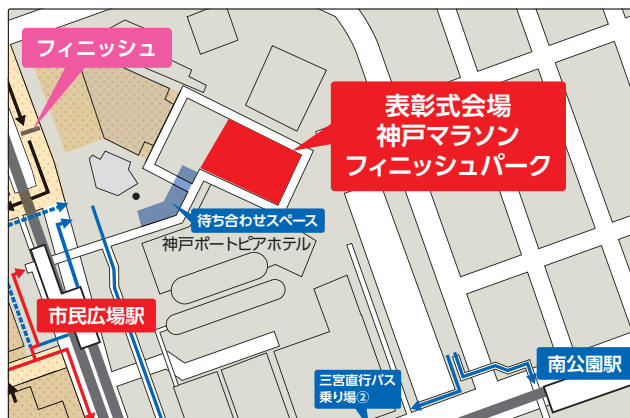 フィニッシュ
表彰式会場
神戸マラソン
フィニッシュパーク
待ち合わせスペース
神戸ポートピアホテル
市民広場駅
三宮直行バス
乗り場②
南公園駅